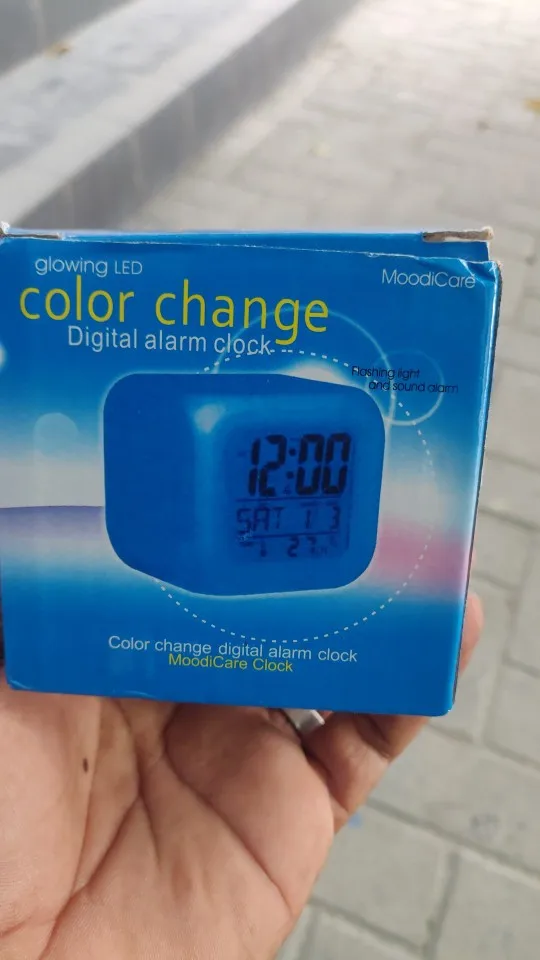 glowing LED
MoodiCare
color change
Digital alarm clock
Flashing light
and sound alarm
12:00
SAT 1 3
Color change digital alarm clock
MoodiCare Clock